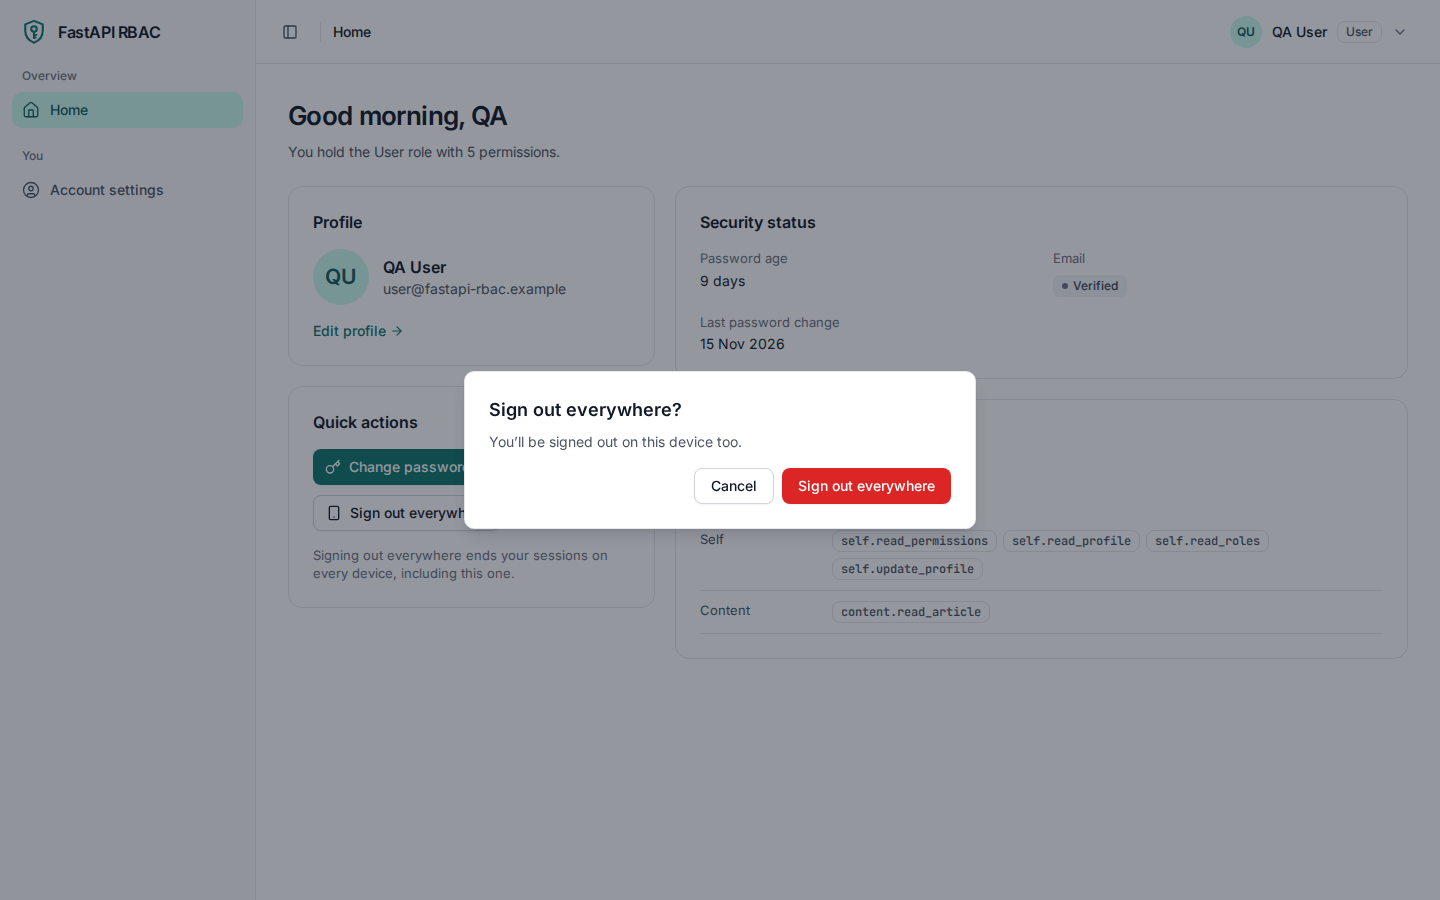 FastAPI RBAC
Overview
Home
You
Account settings
Home
QU
QA User
User
Good morning, QA
You hold the User role with 5 permissions.
Profile
QU
QA User
user@fastapi-rbac.example
Edit profile
Quick actions
Change password
Sign out everywh
Signing out everywhere ends your sessions on
every device, including this one.
Security status
Password age
9 days
Email
Verified
Last password change
15 Nov 2026
Sign out everywhere?
You’ll be signed out on this device too.
Cancel
Sign out everywhere
Self
self.read_permissions
self.read_profile
self.read_roles
self.update_profile
Content
content.read_article